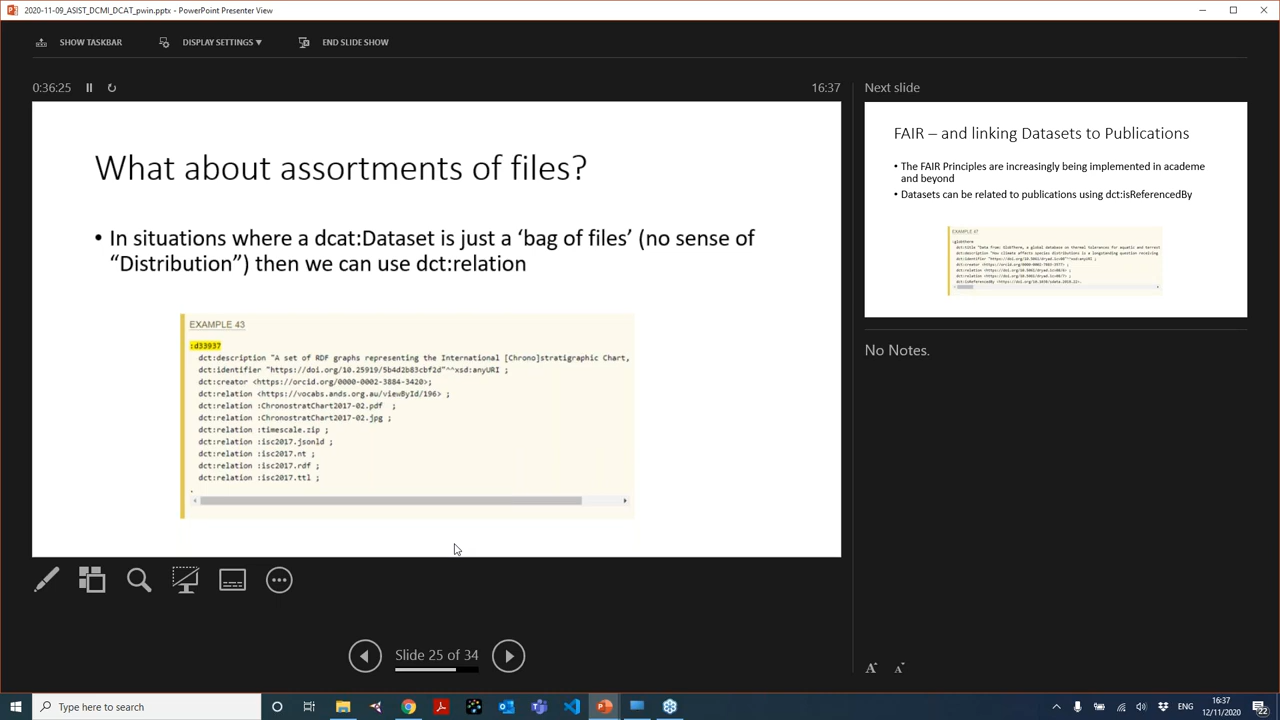 2020-11-09_ASIST_DCMI_DCAT_pwin.pptx - PowerPoint Presenter View
SHOW TASKBAR
DISPLAY SETTINGS
END SLIDE SHOW
0:36:25
16:37
What about assortments of files?
• In situations where a dcat:Dataset is just a ‘bag of files’ (no sense of
“Distribution”) then we can use dct:relation
EXAMPLE 43
:d33937
dct:description "A set of RDF graphs representing the International [Chrono]stratigraphic Chart,
dct:identifier "https://doi.org/10.25919/5b4d2b83cbf2d"^^xsd:anyURI ;
dct:creator <https://orcid.org/0000-0002-3884-3420>;
dct:relation <https://vocabs.ands.org.au/viewById/196> ;
dct:relation :ChronostratChart2017-02.pdf ;
dct:relation :ChronostratChart2017-02.jpg ;
dct:relation :timescale.zip ;
dct:relation :isc2017.jsonld ;
dct:relation :isc2017.nt ;
dct:relation :isc2017.rdf ;
dct:relation :isc2017.ttl ;
.
Slide 25 of 34
Next slide
FAIR – and linking Datasets to Publications
• The FAIR Principles are increasingly being implemented in academe
and beyond
• Datasets can be related to publications using dct:isReferencedBy
EXAMPLE 47
No Notes.
A A
Type here to search
ENG
16:37
12/11/2020
22